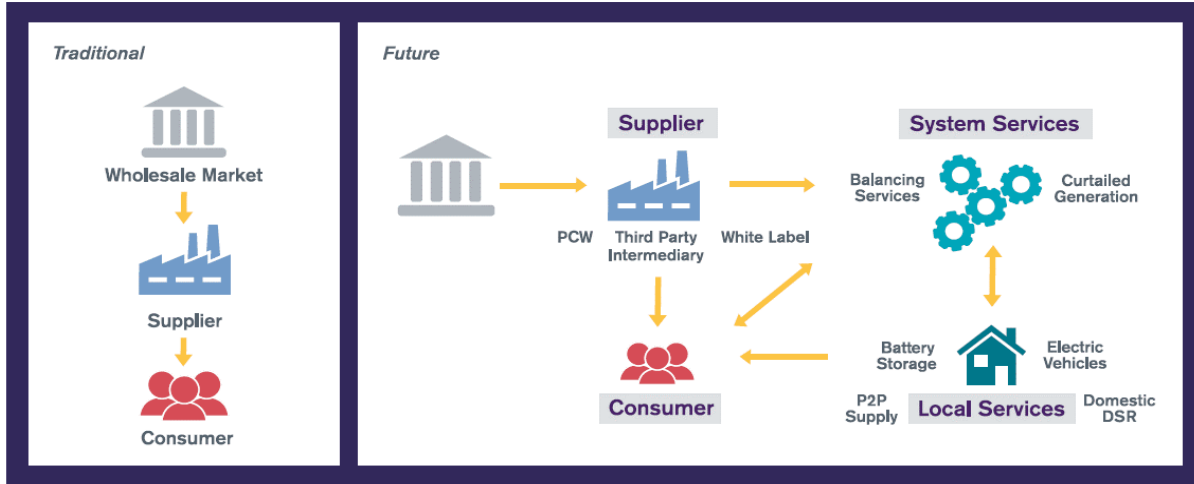 Traditional
Wholesale Market
Supplier
Consumer
Future
Supplier
PCW
Third Party
Intermediary
White Label
Consumer
System Services
Balancing
Services
Curtailed
Generation
Battery
Storage
Electric
Vehicles
P2P
Supply
Local Services
Domestic
DSR